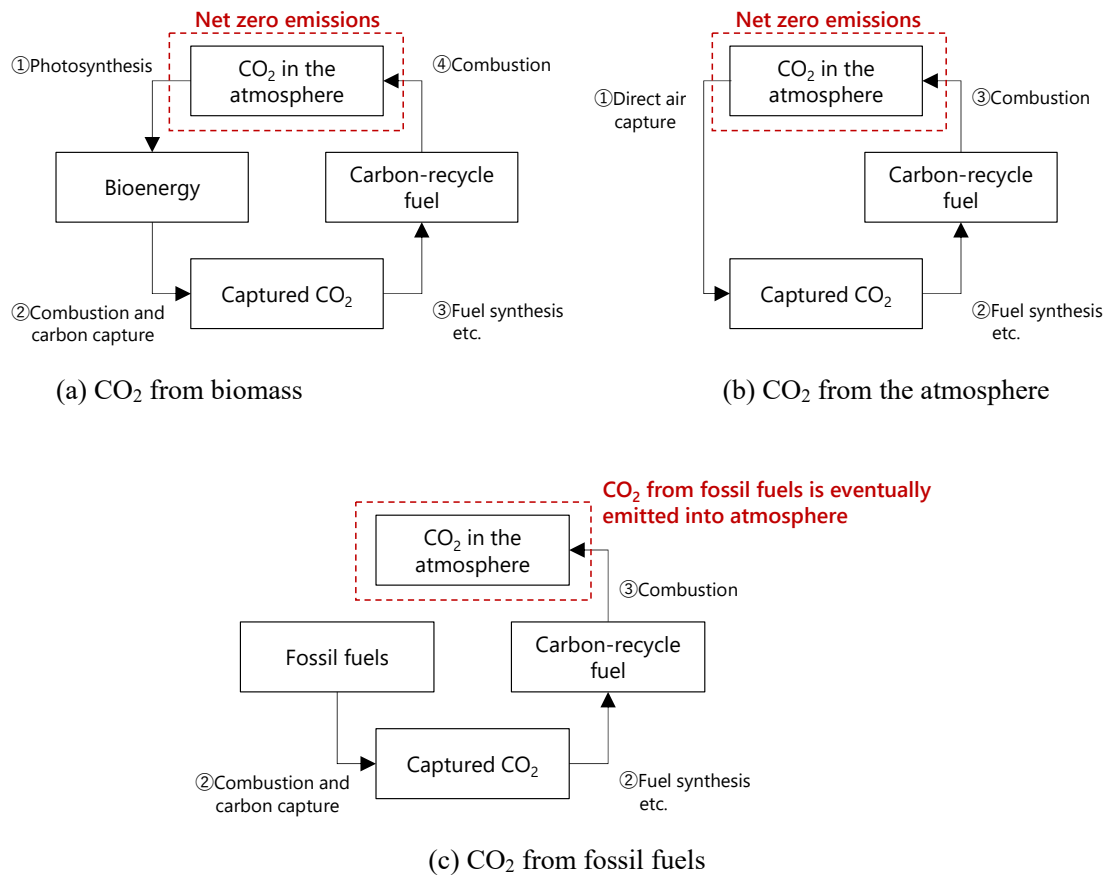 Net zero emissions
①Photosynthesis
CO₂ in the
atmosphere
④Combustion
Bioenergy
Carbon-recycle
fuel
②Combustion and
carbon capture
Captured CO₂
③Fuel synthesis
etc.
(a) CO₂ from biomass
Net zero emissions
①Direct air
capture
CO₂ in the
atmosphere
③Combustion
Carbon-recycle
fuel
Captured CO₂
②Fuel synthesis
etc.
(b) CO₂ from the atmosphere
CO₂ from fossil fuels is eventually
emitted into atmosphere
CO₂ in the
atmosphere
③Combustion
Fossil fuels
Carbon-recycle
fuel
②Combustion and
carbon capture
Captured CO₂
②Fuel synthesis
etc.
(c) CO₂ from fossil fuels